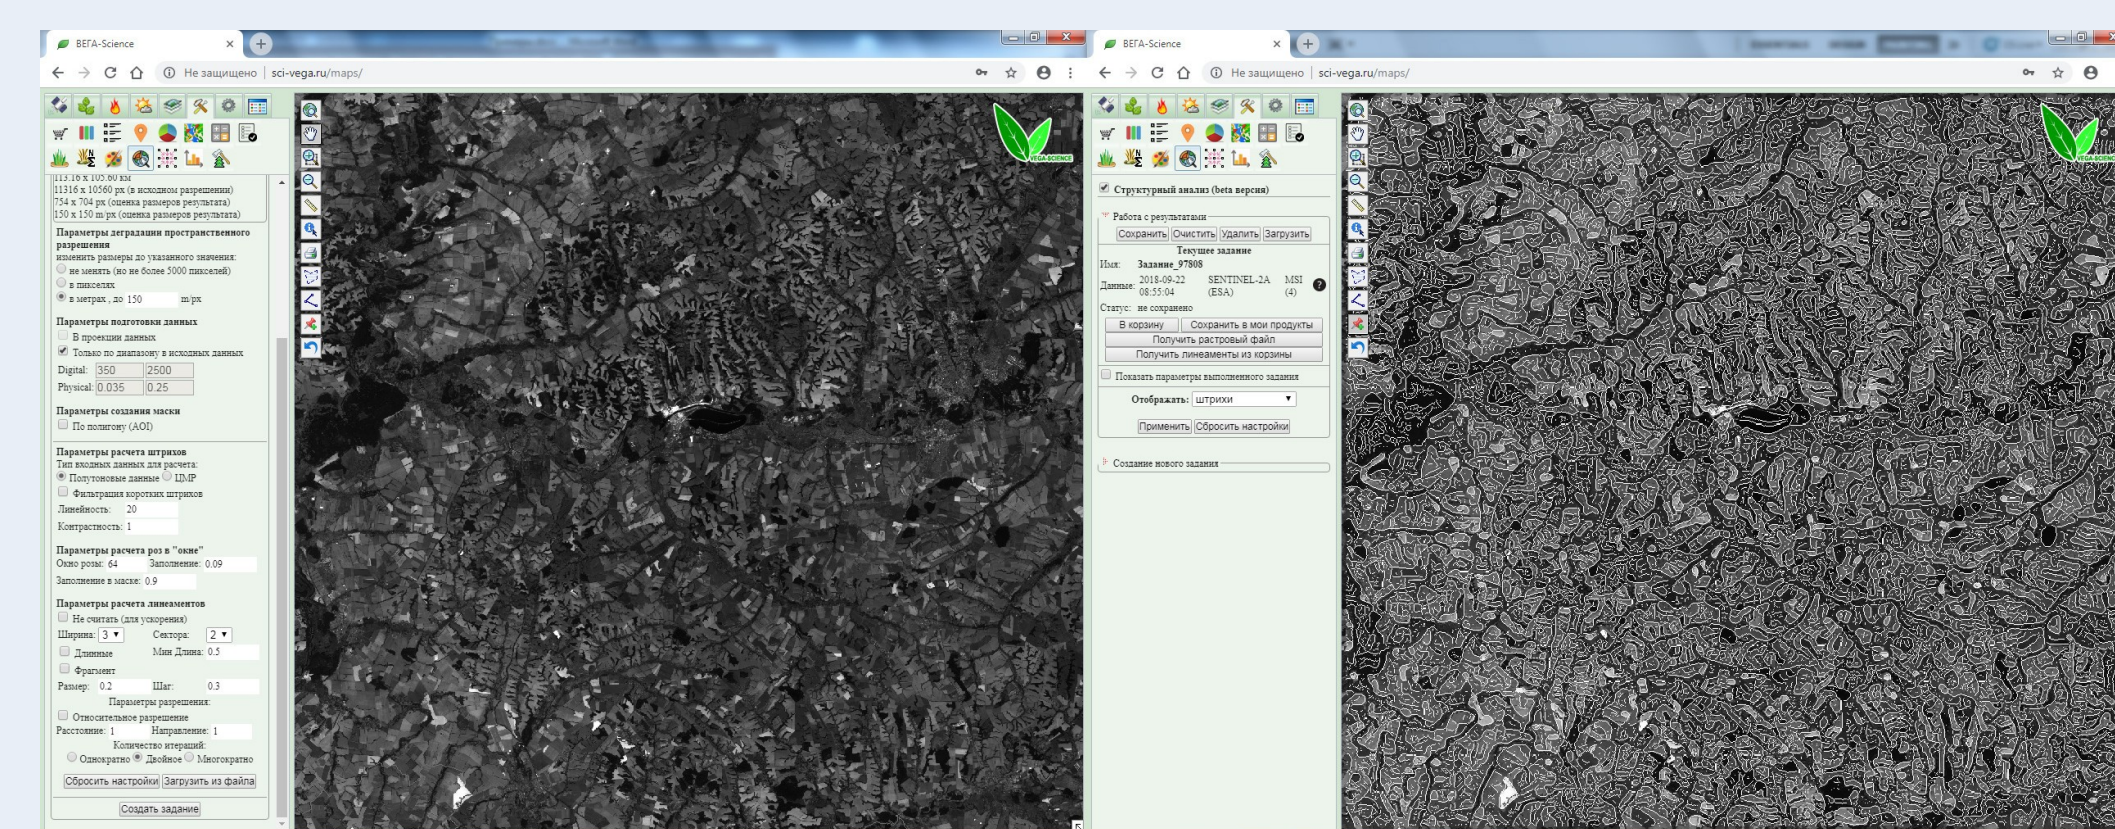 ВЕГА-Science
Не защищено | sci-vega.ru/maps/
113.16 x 105.60 км
11316 x 10560 px (в исходном разрешении)
754 x 704 px (оценка размеров результата)
150 x 150 m/px (оценка размеров результата)
Параметры деградации пространственного
разрешения
изменить размеры до указанного значения:
не менять (но не более 5000 пикселей)
в пикселях
в метрах , до 150 m/px
Параметры подготовки данных
В проекции данных
Только по диапазону в исходных данных
Digital: 350 2500
Physical: 0.035 0.25
Параметры создания маски
По полигону (AOI)
Параметры расчета штрихов
Тип входных данных для расчета:
Полутоновые данные ЦМР
Фильтрация коротких штрихов
Линейность: 20
Контрастность: 1
Параметры расчета роз в "окне"
Окно розы: 64 Заполнение: 0.09
Заполнение в маске: 0.9
Параметры расчета линеаментов
Не считать (для ускорения)
Ширина: 3 Сектора: 2
Длинные Мин Длина: 0.5
Фрагмент
Размер: 0.2 Шаг: 0.3
Параметры разрешения:
Относительное разрешение
Расстояние: 1 Направление: 1
Количество итераций:
Однократно Двойное Многократно
Сбросить настройки Загрузить из файла
Создать задание
VEGA-SCIENCE
ВЕГА-Science
Не защищено | sci-vega.ru/maps/
Структурный анализ (beta версия)
Работа с результатами
Сохранить Очистить Удалить Загрузить
Текущее задание
Имя: Задание_97808
Данные: 2018-09-22 08:55:04 SENTINEL-2A (ESA) MSI (4)
Статус: не сохранено
В корзину Сохранить в мои продукты
Получить растровый файл
Получить линеаменты из корзины
Показать параметры выполненного задания
Отображать: штрихи
Применить Сбросить настройки
Создание нового задания
VEGA-SCIENCE